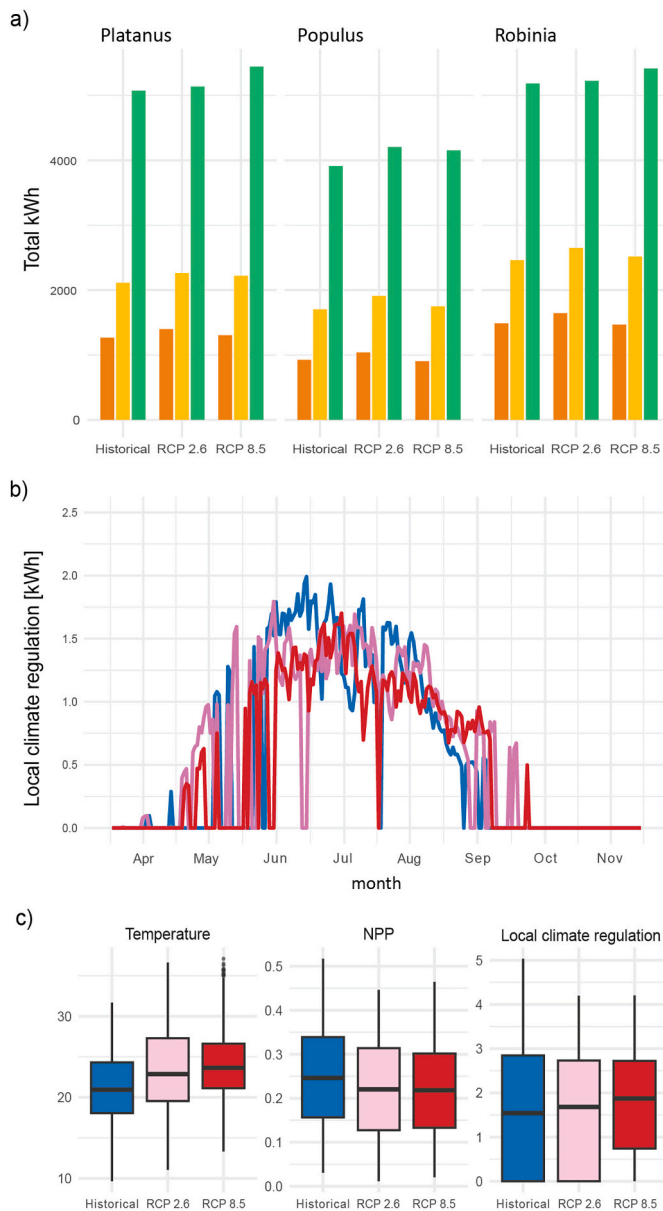 a)
Platanus Populus Robinia
Total kWh
4000
2000
0
Historical RCP 2.6 RCP 8.5 Historical RCP 2.6 RCP 8.5 Historical RCP 2.6 RCP 8.5
b)
Local climate regulation [kWh]
2.5
2.0
1.5
1.0
0.5
0.0
Apr May Jun Jul Aug Sep Oct Nov
month
c)
Temperature NPP Local climate regulation
30
20
10
0.5
0.4
0.3
0.2
0.1
0.0
5
4
3
2
1
0
Historical RCP 2.6 RCP 8.5 Historical RCP 2.6 RCP 8.5 Historical RCP 2.6 RCP 8.5